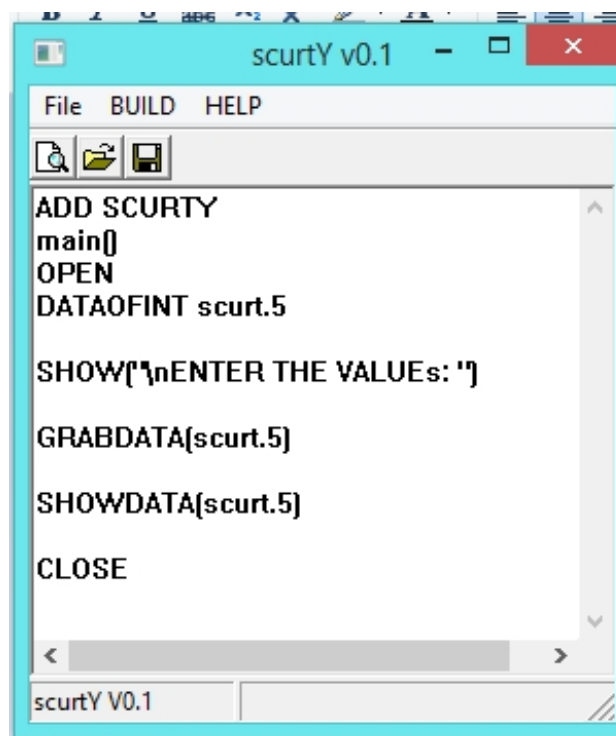 scurtY v0.1
File BUILD HELP
ADD SCURTY
main()
OPEN
DATAOFINT scurt.5
SHOW("\nENTER THE VALUEs: ")
GRABDATA(scurt.5)
SHOWDATA(scurt.5)
CLOSE
scurtY V0.1